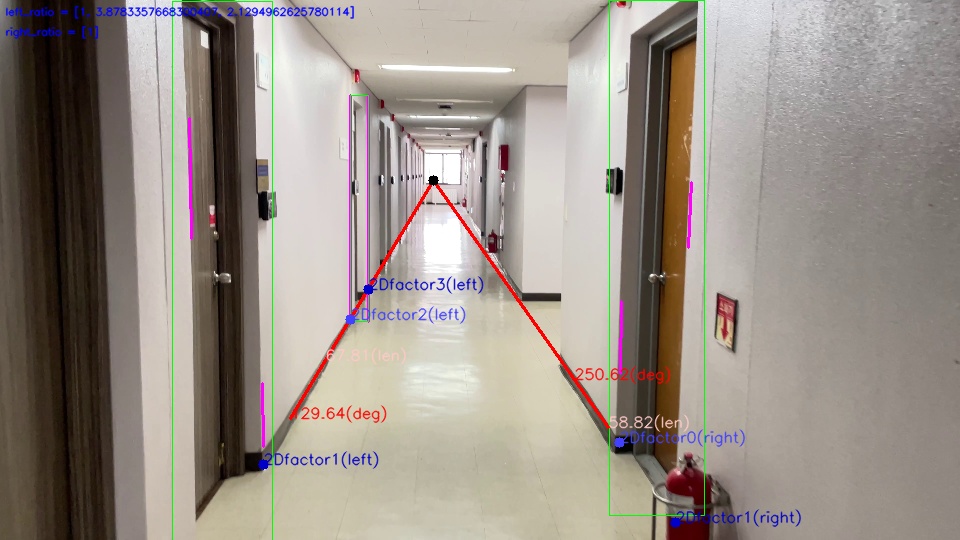 left_ratio = [1, 3.8783357668300407, 2.1294962625780114]
right_ratio = [1]
2Dfactor3(left)
2Dfactor2(left)
67.81(len)
250.62(deg)
129.64(deg)
58.82(len)
2Dfactor0(right)
2Dfactor1(left)
2Dfactor1(right)